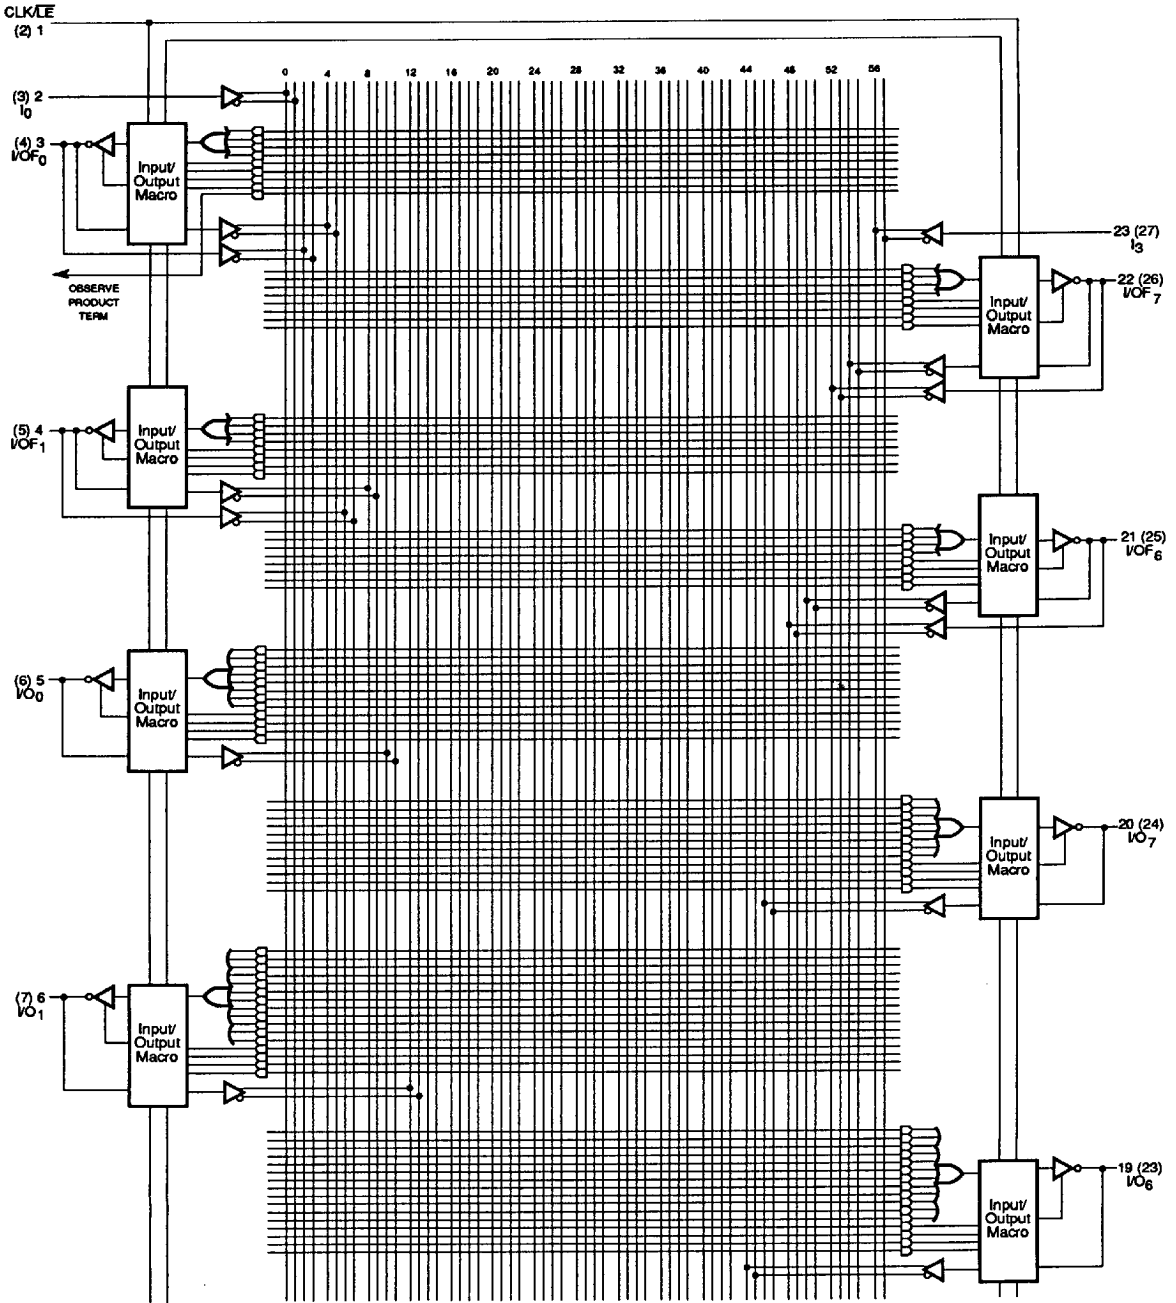 CLK/LE
(2) 1
0 4 8 12 16 20 24 28 32 36 40 44 48 52 56
(3) 2
I0
(4) 3
I/OF0
Input/
Output
Macro
OBSERVE
PRODUCT
TERM
23 (27)
I3
22 (26)
I/OF7
Input/
Output
Macro
(5) 4
I/OF1
Input/
Output
Macro
21 (25)
I/OF6
Input/
Output
Macro
(6) 5
I/O0
Input/
Output
Macro
20 (24)
I/O7
Input/
Output
Macro
(7) 6
I/O1
Input/
Output
Macro
19 (23)
I/O6
Input/
Output
Macro